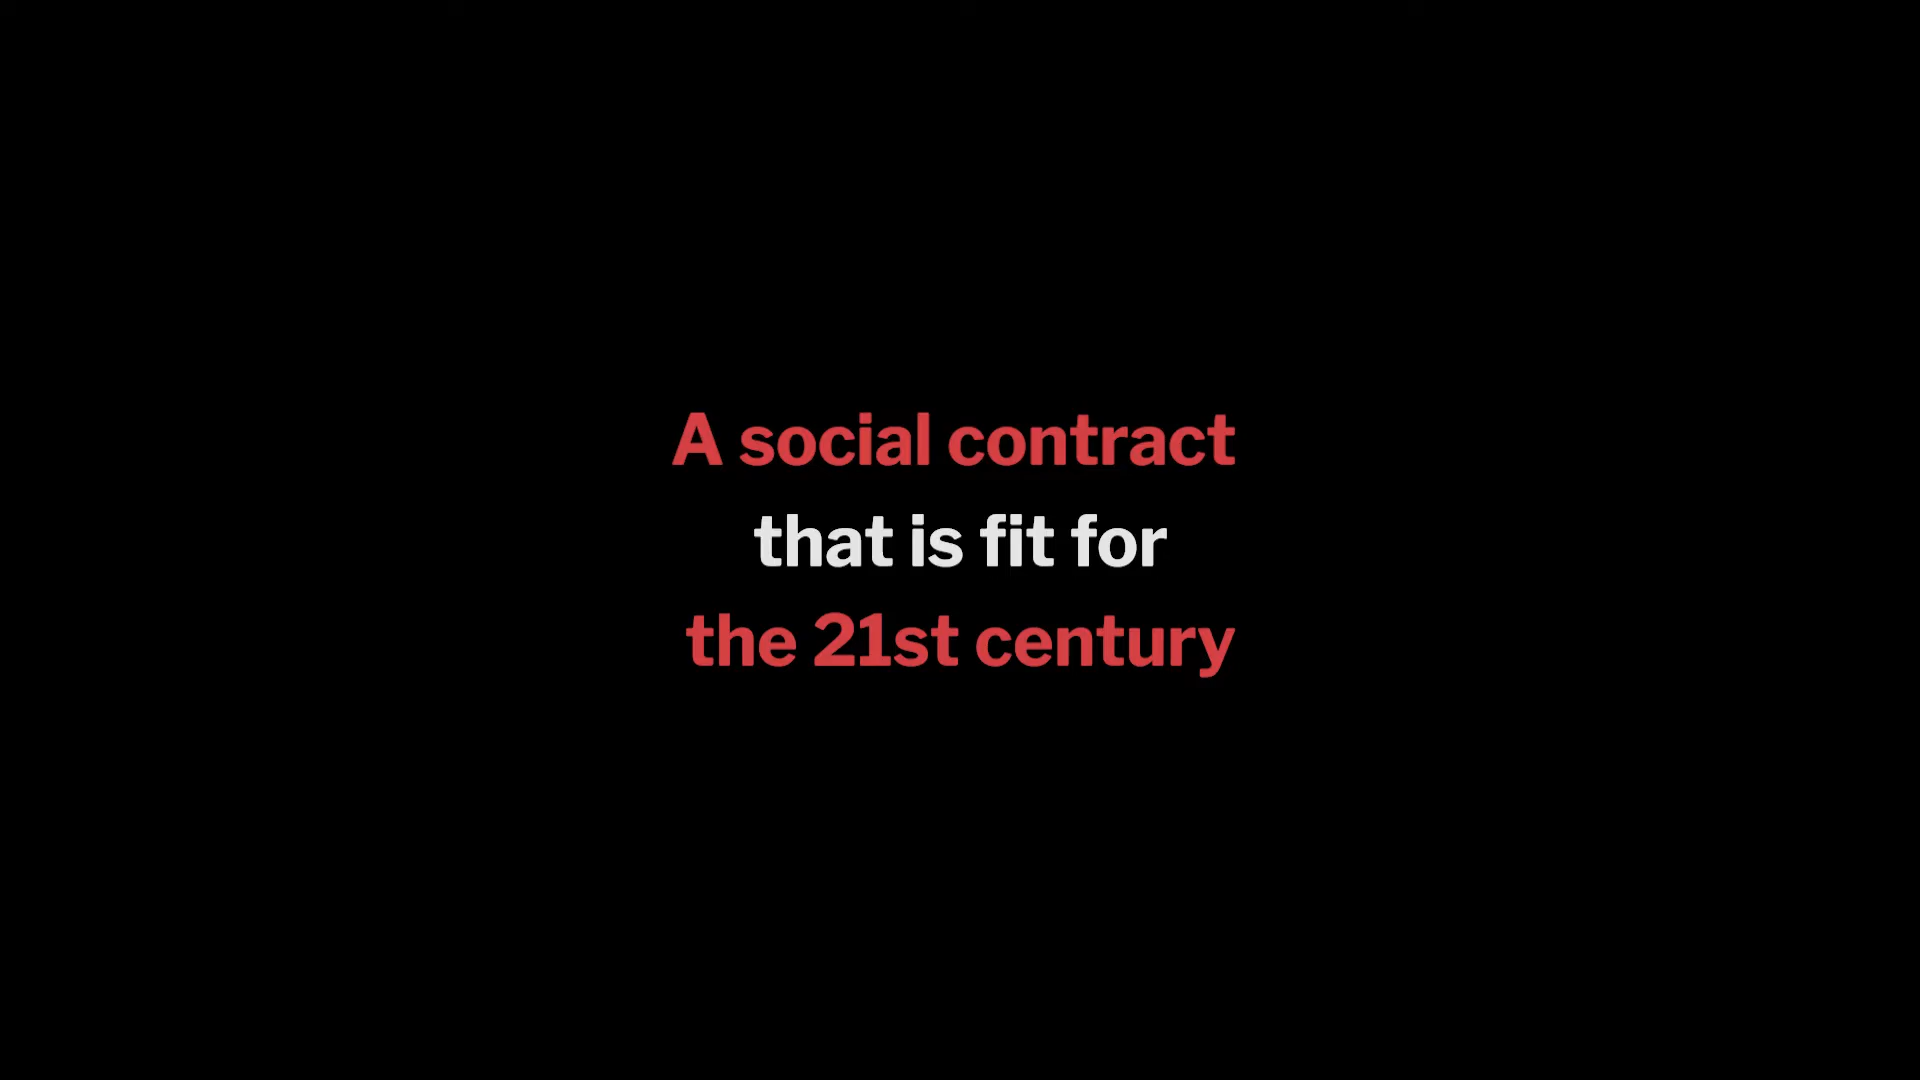 A social contract
that is fit for
the 21st century